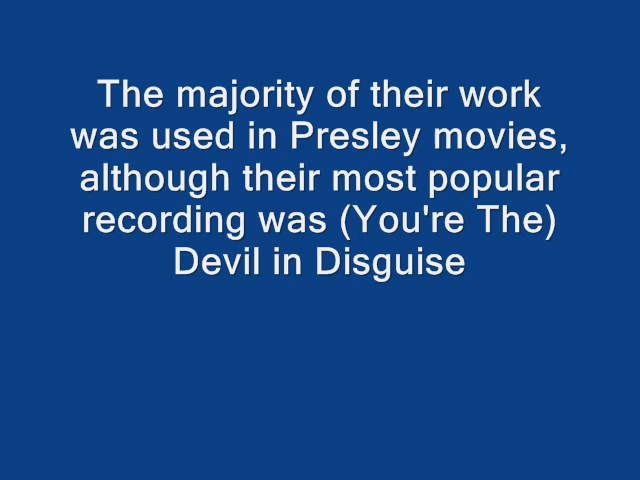 The majority of their work
was used in Presley movies,
although their most popular
recording was (You're The)
Devil in Disguise